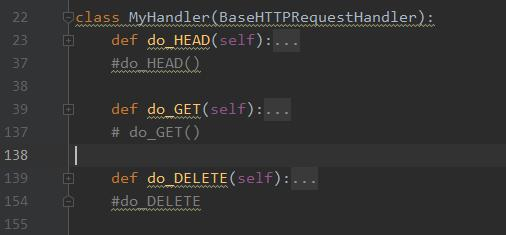 22 class MyHandler(BaseHTTPRequestHandler):
23 def do_HEAD(self):...
37 #do_HEAD()
38
39 def do_GET(self):...
137 # do_GET()
138
139 def do_DELETE(self):...
154 #do_DELETE
155